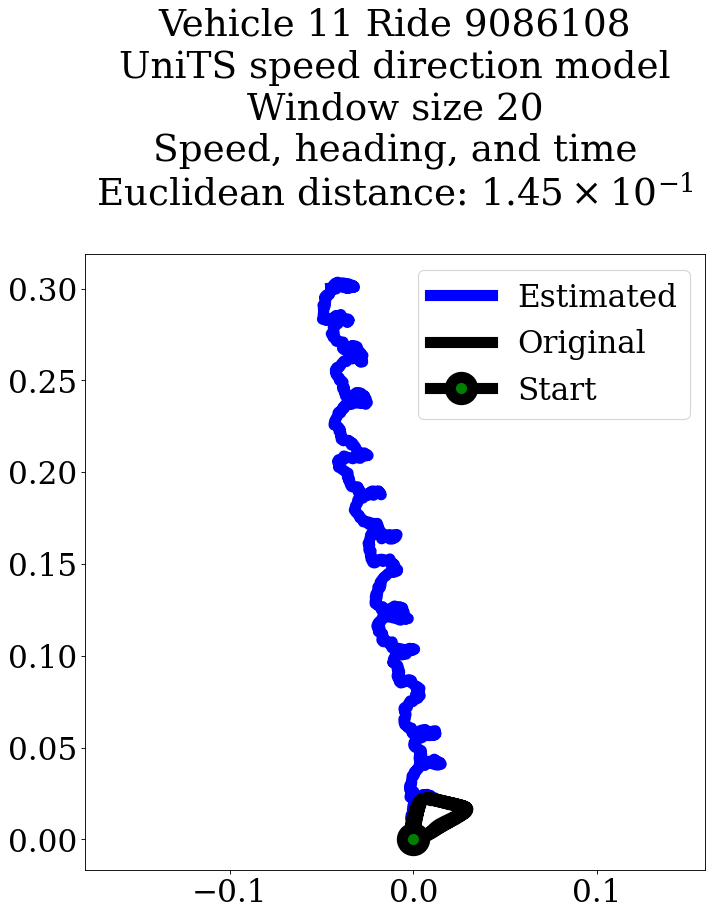 Vehicle 11 Ride 9086108
UniTS speed direction model
Window size 20
Speed, heading, and time
Euclidean distance: $1.45 \times 10^{-1}$
Estimated
Original
Start
0.30
0.25
0.20
0.15
0.10
0.05
0.00
−0.1 0.0 0.1